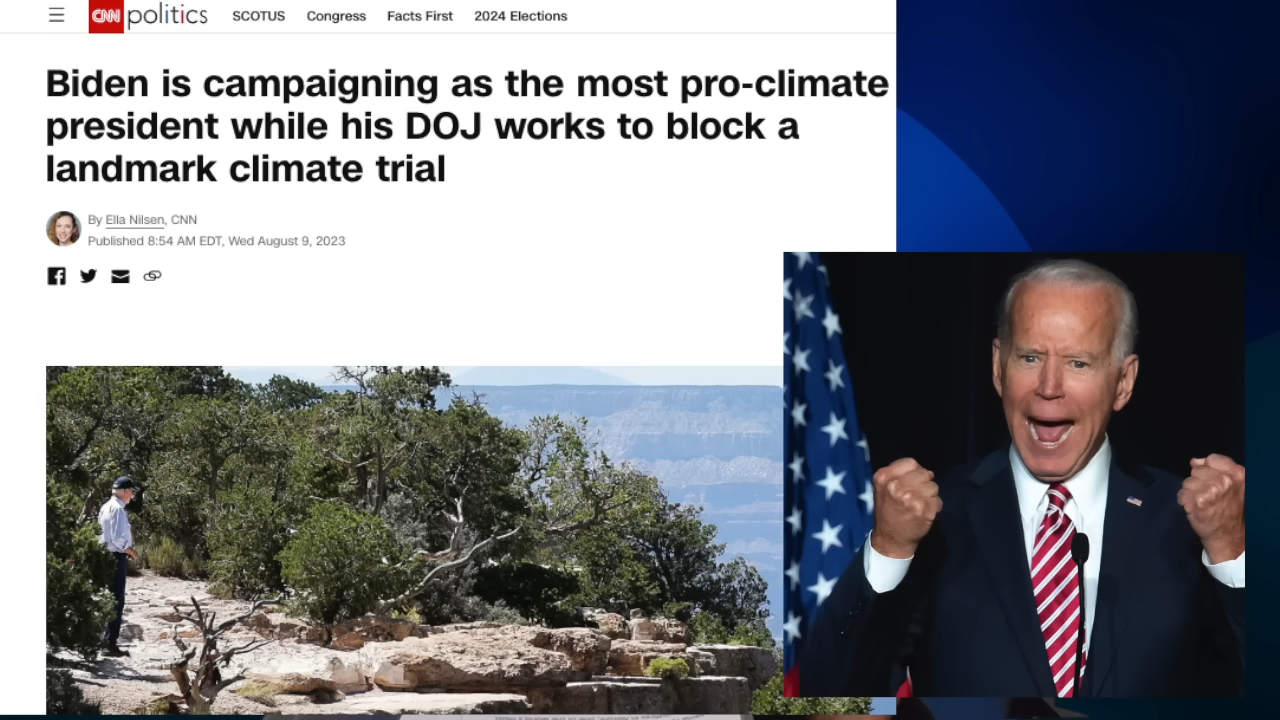 CNN politics SCOTUS Congress Facts First 2024 Elections
Biden is campaigning as the most pro-climate
president while his DOJ works to block a
landmark climate trial
By Ella Nilsen, CNN
Published 8:54 AM EDT, Wed August 9, 2023